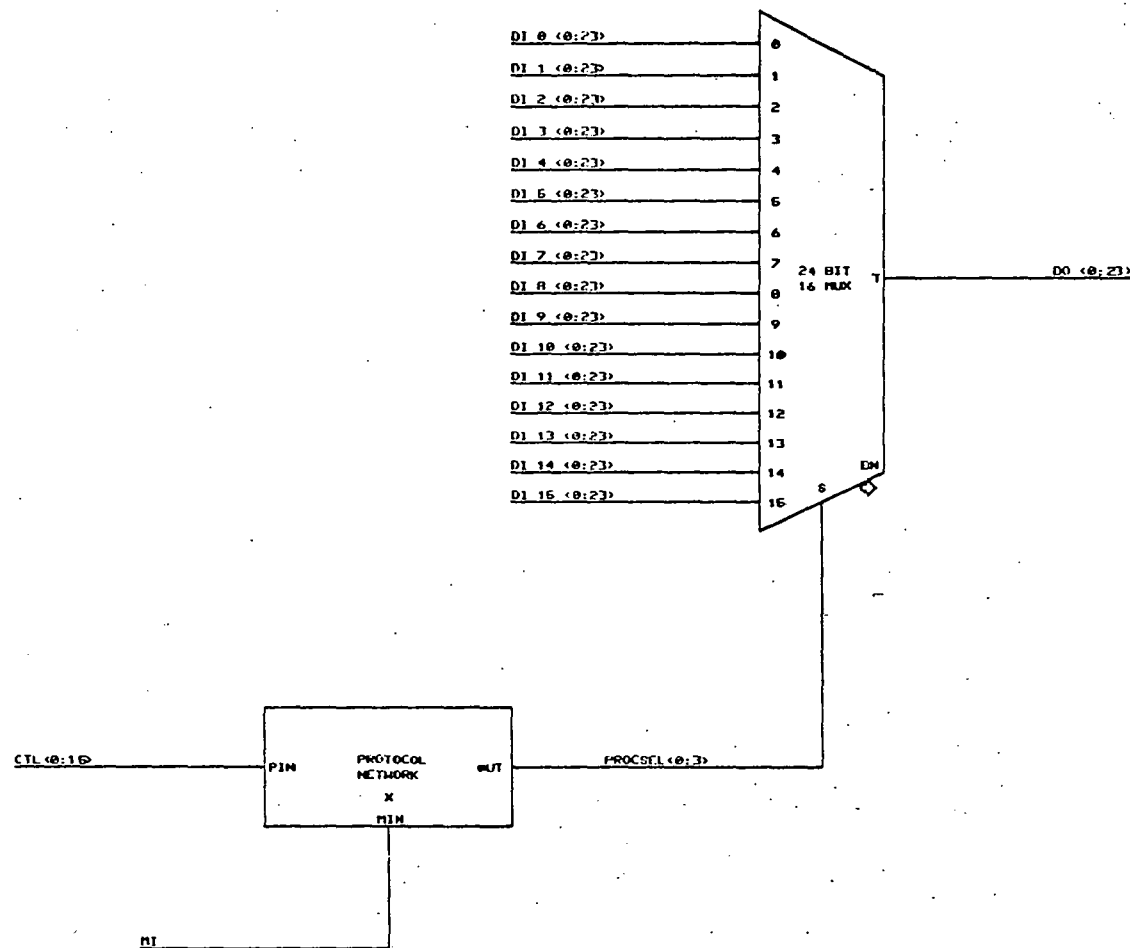 DI 0 <0:23>
0
DI 1 <0:23>
1
DI 2 <0:23>
2
DI 3 <0:23>
3
DI 4 <0:23>
4
DI 5 <0:23>
5
DI 6 <0:23>
6
DI 7 <0:23>
7
24 BIT
16 MUX
T
DO <0:23>
DI 8 <0:23>
8
DI 9 <0:23>
9
DI 10 <0:23>
10
DI 11 <0:23>
11
DI 12 <0:23>
12
DI 13 <0:23>
13
DI 14 <0:23>
14
EN
S
DI 15 <0:23>
15
CTL<0:15>
PIN
PROTOCOL
NETWORK
X
MIN
OUT
PROCSEL<0:3>
MI